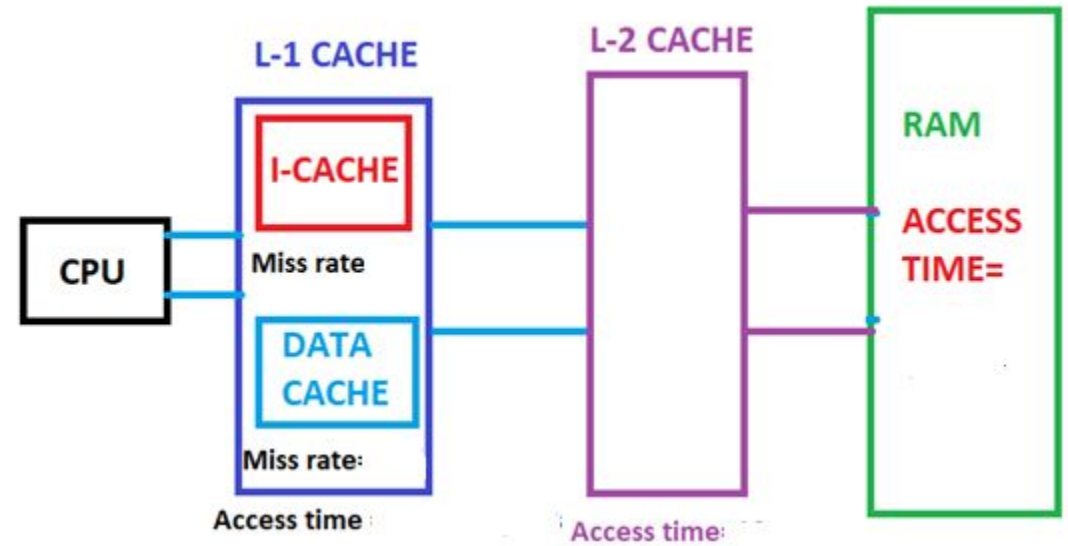 L-1 CACHE
I-CACHE
Miss rate
DATA
CACHE
Miss rate:
Access time :
CPU
L-2 CACHE
Access time:
RAM
ACCESS
TIME=